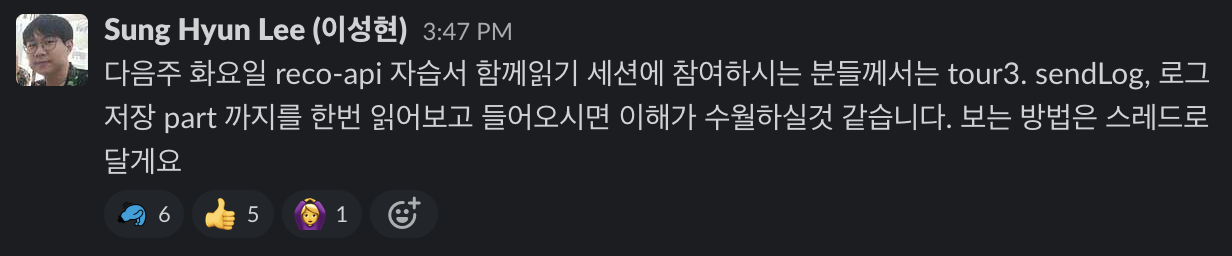 Sung Hyun Lee (이성현) 3:47 PM
다음주 화요일 reco-api 자습서 함께읽기 세션에 참여하시는 분들께서는 tour3. sendLog, 로그
저장 part 까지를 한번 읽어보고 들어오시면 이해가 수월하실것 같습니다. 보는 방법은 스레드로
달게요
6 5 1